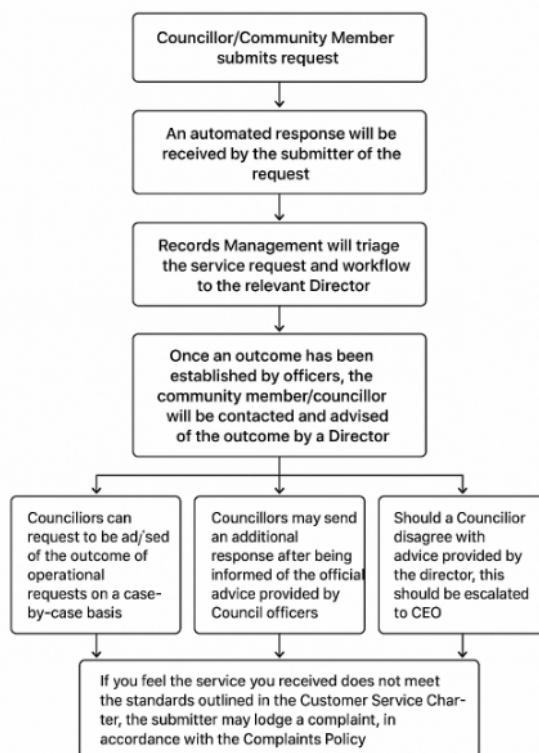 Councillor/Community Member
submits request
An automated response will be
received by the submitter of the
request
Records Management will triage
the service request and workflow
to the relevant Director
Once an outcome has been
established by officers, the
community member/councillor
will be contacted and advised
of the outcome by a Director
Counciliors can
request to be ad/sed
of the outcome of
operational
requests on a case-
by-case basis
Councillors may send
an additional
response after being
informed of the official
advice provided by
Council officers
Should a Councilior
disagree with
advice provided by
the director, this
should be escalated
to CEO
If you feel the service you received does not meet
the standards outlined in the Customer Service Char-
ter, the submitter may lodge a complaint, in
accordance with the Complaints Policy